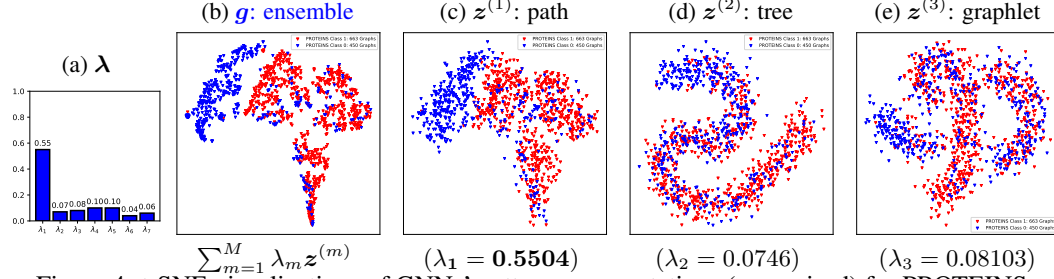 (b) g: ensemble
(c) z^(1): path
(d) z^(2): tree
(e) z^(3): graphlet
(a) λ
1.0
0.8
0.6
0.4
0.2
0.0
0.55
0.07
0.08
0.10
0.10
0.04
0.06
λ1 λ2 λ3 λ4 λ5 λ6 λ7
PROTEINS Class 1: 663 Graphs
PROTEINS Class 0: 450 Graphs
PROTEINS Class 1: 663 Graphs
PROTEINS Class 0: 450 Graphs
PROTEINS Class 1: 663 Graphs
PROTEINS Class 0: 450 Graphs
PROTEINS Class 1: 663 Graphs
PROTEINS Class 0: 450 Graphs
∑_{m=1}^{M} λ_m z^(m)
(λ1 = 0.5504)
(λ2 = 0.0746)
(λ3 = 0.08103)